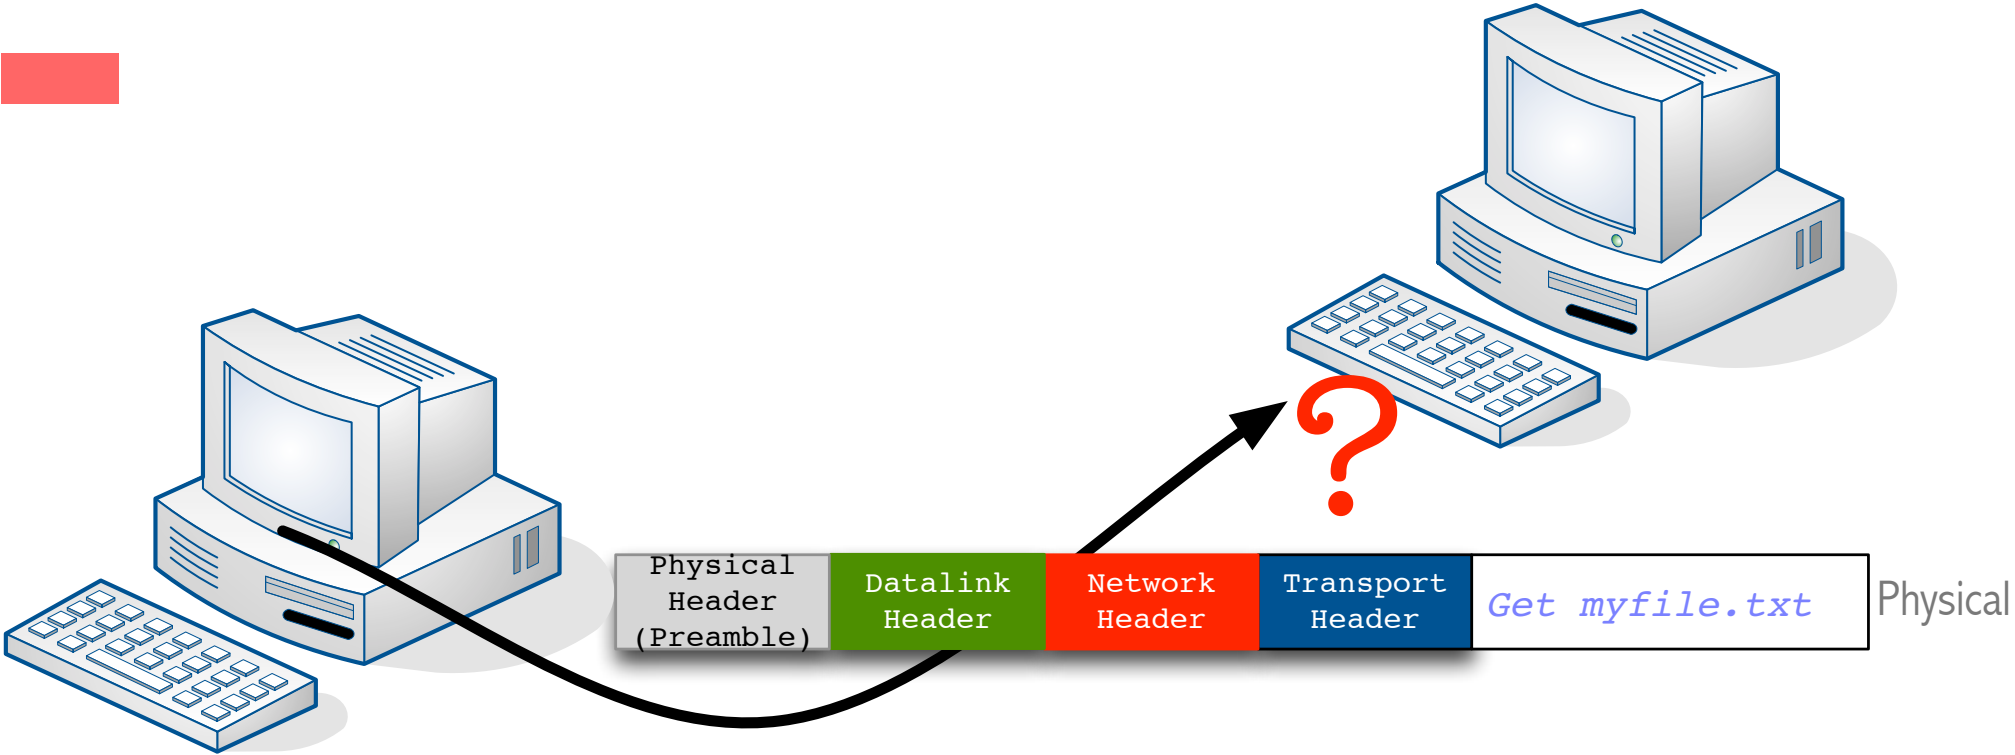 ?
Physical
Header
(Preamble)
Datalink
Header
Network
Header
Transport
Header
Get myfile.txt
Physical